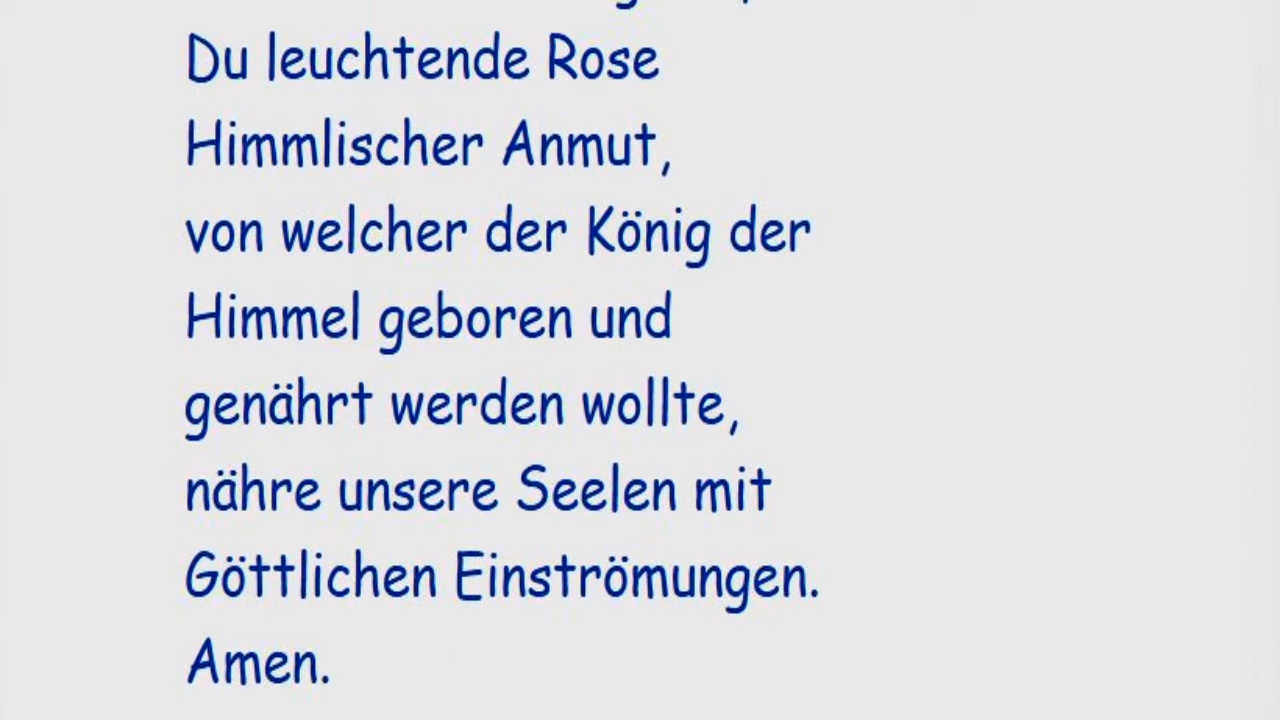 Du leuchtende Rose
Himmlischer Anmut,
von welcher der König der
Himmel geboren und
genährt werden wollte,
nähre unsere Seelen mit
Göttlichen Einströmungen.
Amen.